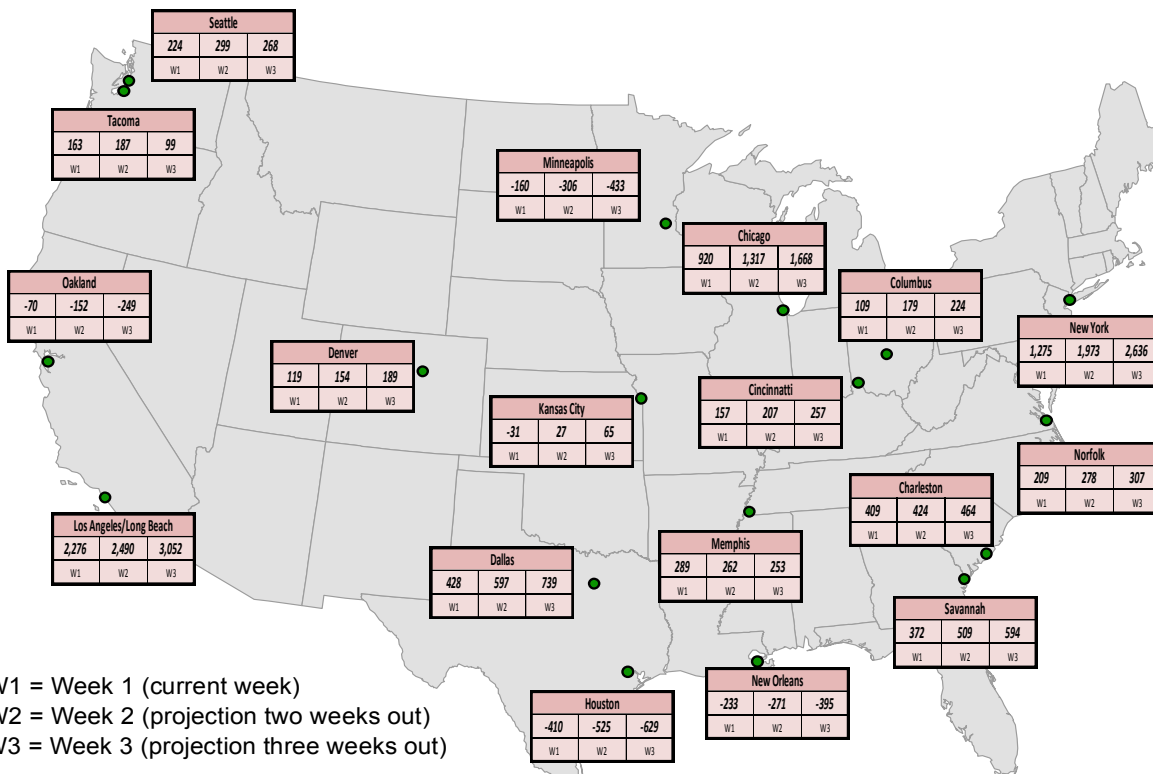 Seattle
224 299 268
W1 W2 W3
Tacoma
163 187 99
W1 W2 W3
Minneapolis
-160 -306 -433
W1 W2 W3
Chicago
920 1,317 1,668
W1 W2 W3
Oakland
-70 -152 -249
W1 W2 W3
Columbus
109 179 224
W1 W2 W3
New York
1,275 1,973 2,636
W1 W2 W3
Denver
119 154 189
W1 W2 W3
Cincinnatti
157 207 257
W1 W2 W3
Kansas City
-31 27 65
W1 W2 W3
Norfolk
209 278 307
W1 W2 W3
Charleston
409 424 464
W1 W2 W3
Los Angeles/Long Beach
2,276 2,490 3,052
W1 W2 W3
Memphis
289 262 253
W1 W2 W3
Dallas
428 597 739
W1 W2 W3
Savannah
372 509 594
W1 W2 W3
New Orleans
-233 -271 -395
W1 W2 W3
Houston
-410 -525 -629
W1 W2 W3
W1 = Week 1 (current week)
W2 = Week 2 (projection two weeks out)
W3 = Week 3 (projection three weeks out)